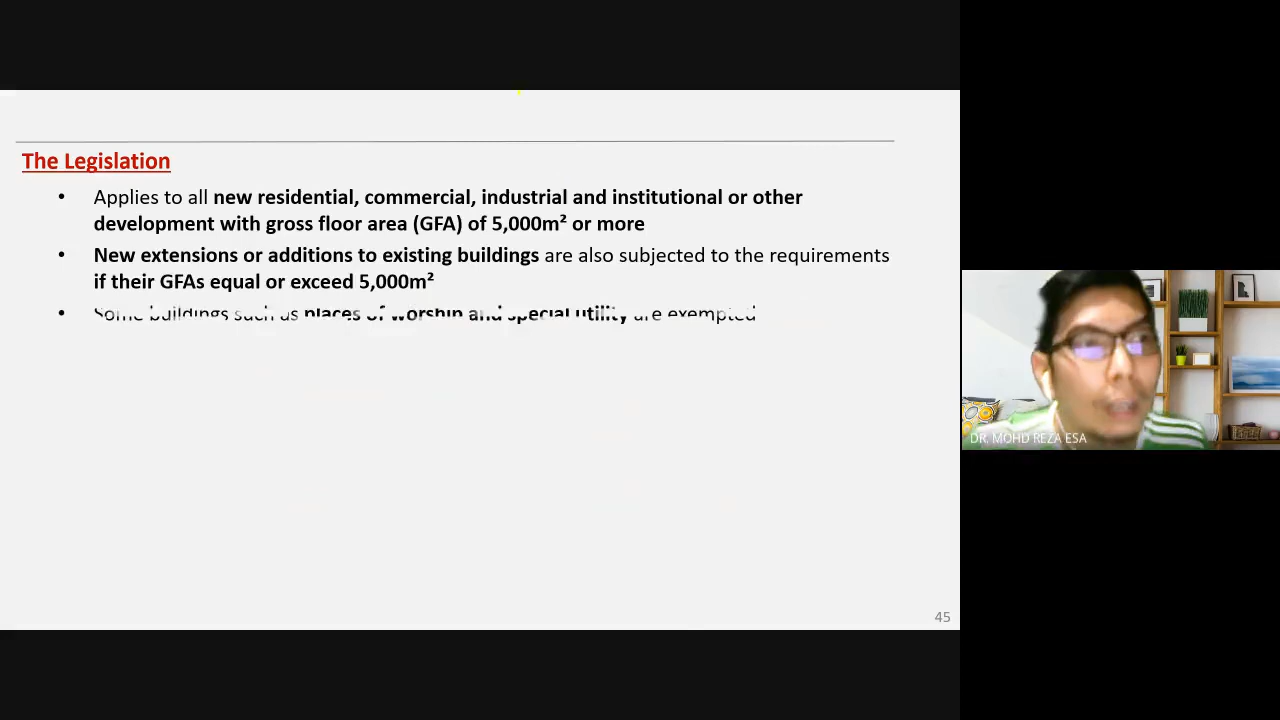 The Legislation
• Applies to all new residential, commercial, industrial and institutional or other
development with gross floor area (GFA) of 5,000m² or more
• New extensions or additions to existing buildings are also subjected to the requirements
if their GFAs equal or exceed 5,000m²
• Some buildings such as places of worship and special utility are exempted
DR. MOHD REZA ESA
45